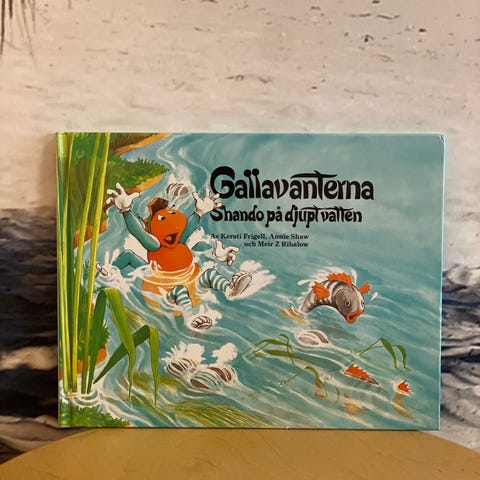 Gallavanterna
Shando på djupt vatten
Av Kersti Frigell, Annie Shaw
och Meir Z Ribalow